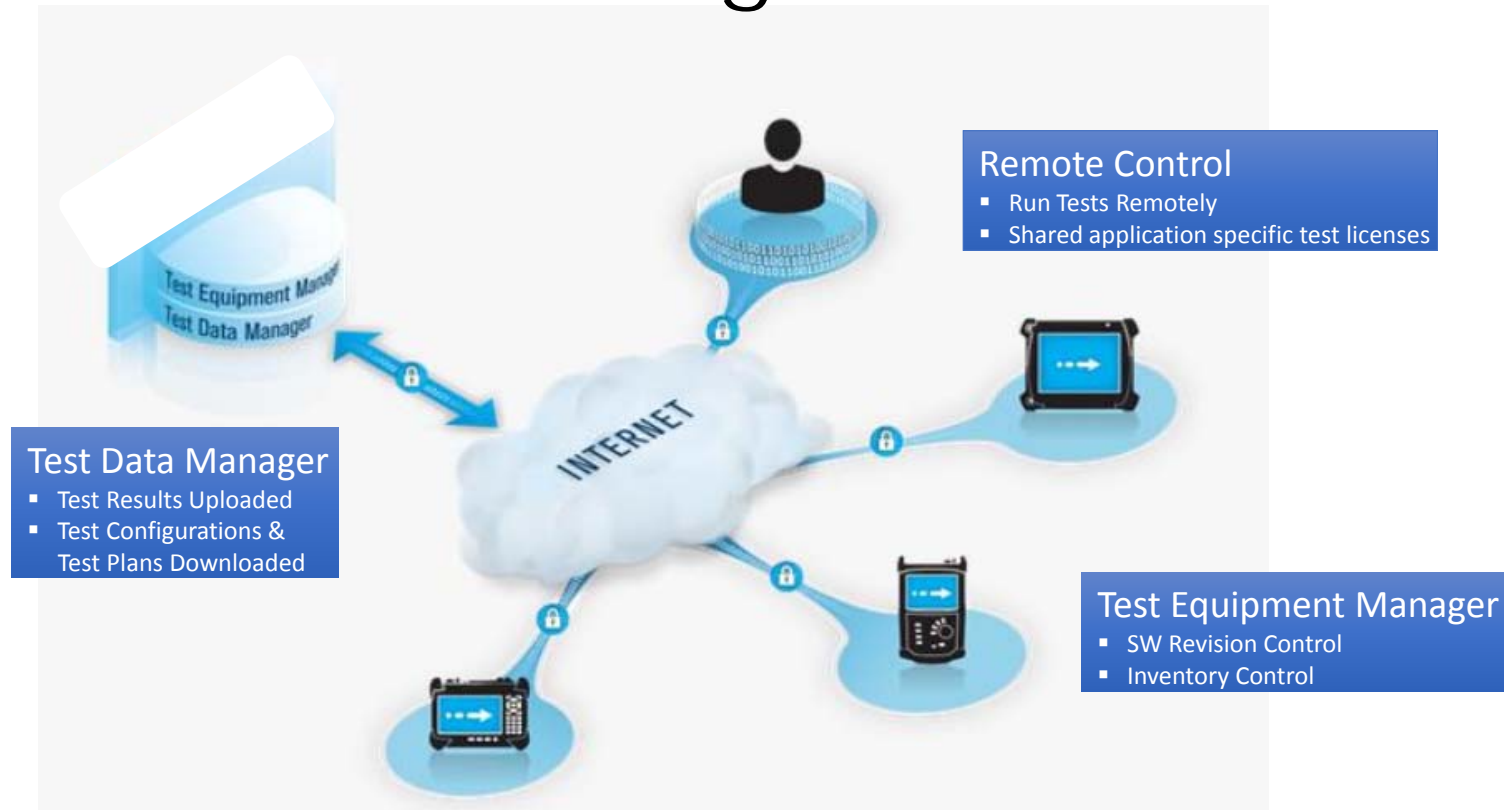 Test Equipment Manager
Test Data Manager
INTERNET
Remote Control
▪ Run Tests Remotely
▪ Shared application specific test licenses
Test Data Manager
▪ Test Results Uploaded
▪ Test Configurations &
Test Plans Downloaded
Test Equipment Manager
▪ SW Revision Control
▪ Inventory Control